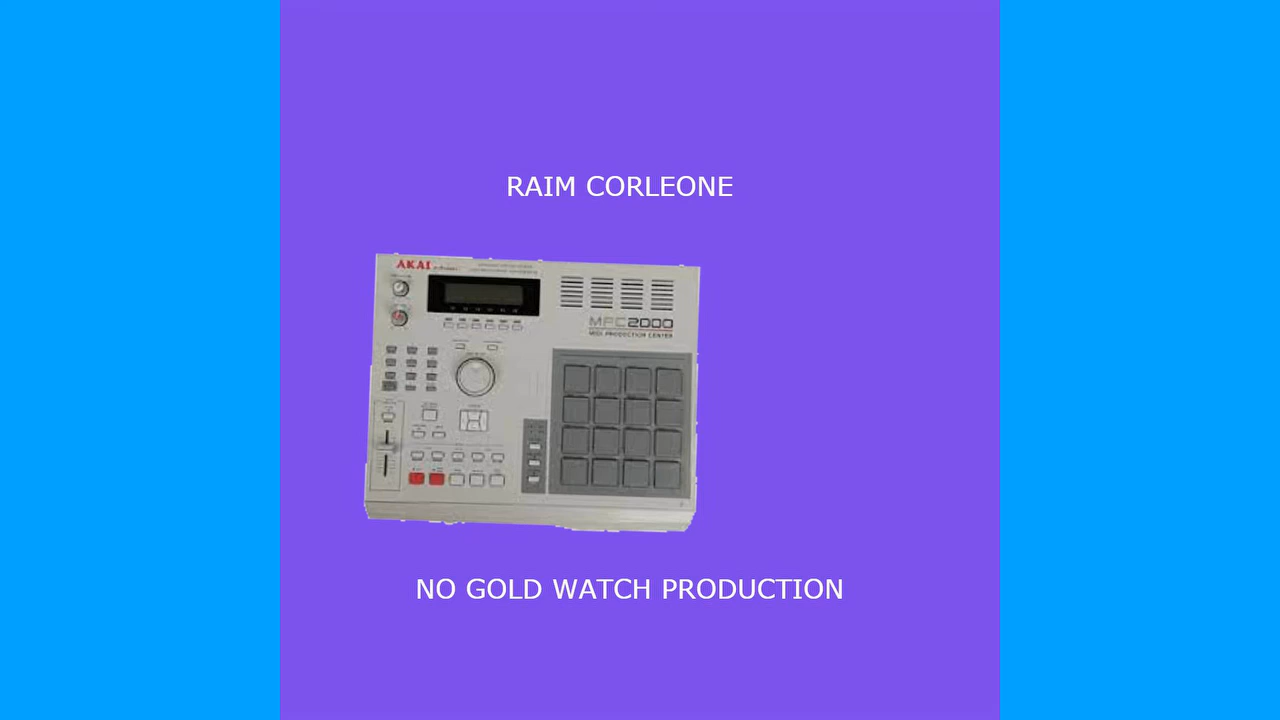 RAIM CORLEONE
AKAI
MPC2000
MIDI PRODUCTION CENTER
NO GOLD WATCH PRODUCTION